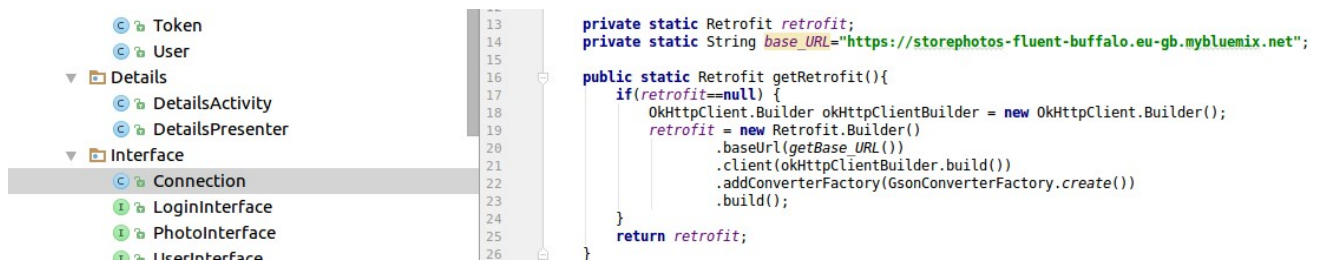 Token
User
Details
DetailsActivity
DetailsPresenter
Interface
Connection
LoginInterface
PhotoInterface
UserInterface
13 private static Retrofit retrofit;
14 private static String base_URL="https://storephotos-fluent-buffalo.eu-gb.mybluemix.net";
15
16 public static Retrofit getRetrofit(){
17 if(retrofit==null) {
18 OkHttpClient.Builder okHttpClientBuilder = new OkHttpClient.Builder();
19 retrofit = new Retrofit.Builder()
20 .baseUrl(getBase_URL())
21 .client(okHttpClientBuilder.build())
22 .addConverterFactory(GsonConverterFactory.create())
23 .build();
24 }
25 return retrofit;
26 }